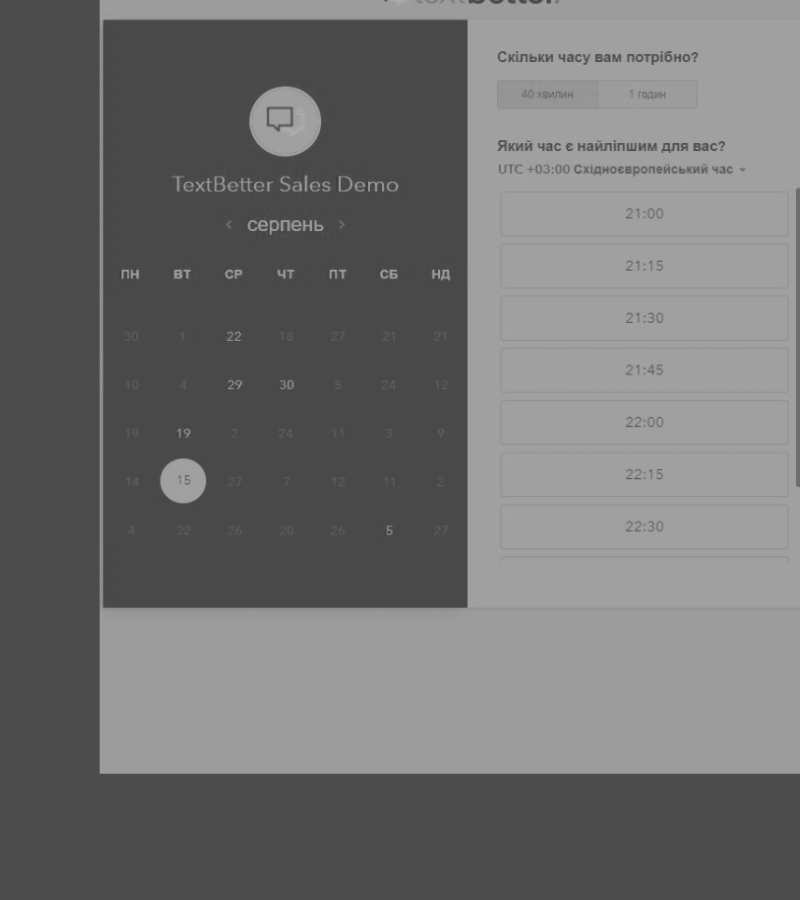 textbetter.
TextBetter Sales Demo
серпень
ПН ВТ СР ЧТ ПТ СБ НД
30 1 22 18 27 21 21
10 4 29 30 5 24 12
19 19 2 24 11 3 9
14 15 27 7 12 11 2
4 22 26 20 26 5 27
Скільки часу вам потрібно?
40 хвилин 1 годин
Який час є найліпшим для вас?
UTC +03:00 Східноєвропейський час
21:00
21:15
21:30
21:45
22:00
22:15
22:30